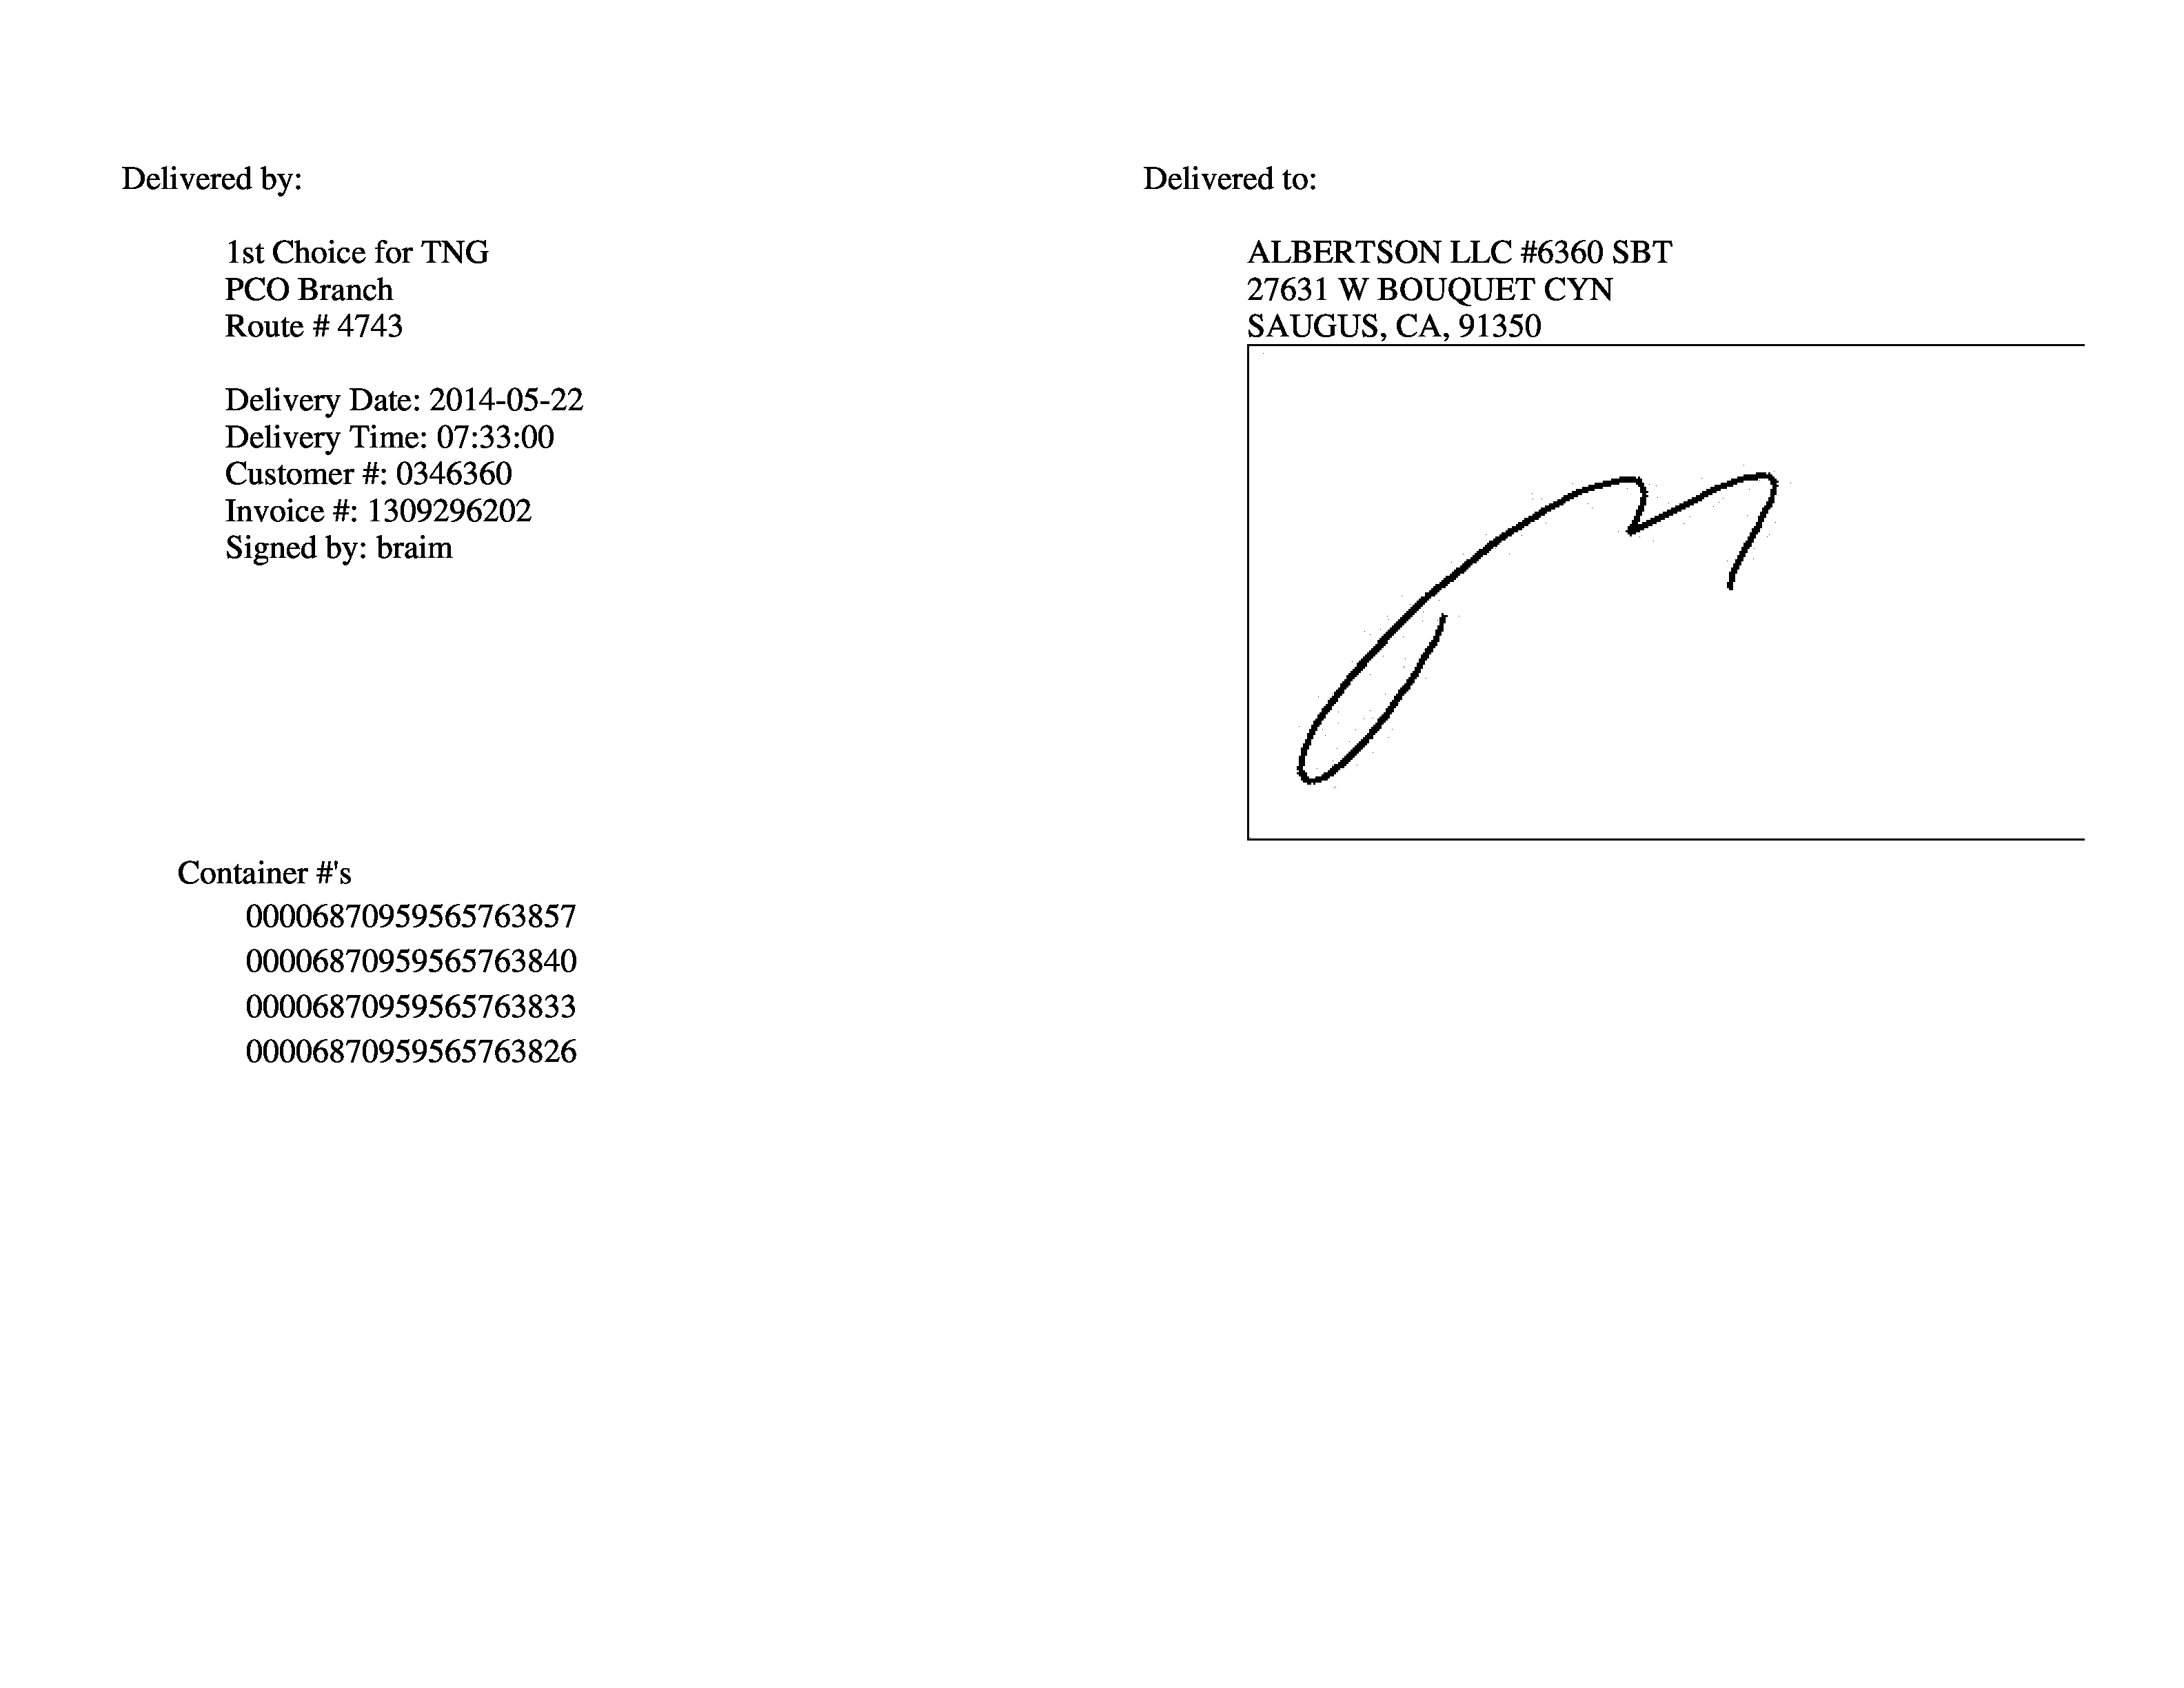 Delivered by:
1st Choice for TNG
PCO Branch
Route # 4743
Delivery Date: 2014-05-22
Delivery Time: 07:33:00
Customer #: 0346360
Invoice #: 1309296202
Signed by: braim
Delivered to:
ALBERTSON LLC #6360 SBT
27631 W BOUQUET CYN
SAUGUS, CA, 91350
Container #'s
00006870959565763857
00006870959565763840
00006870959565763833
00006870959565763826